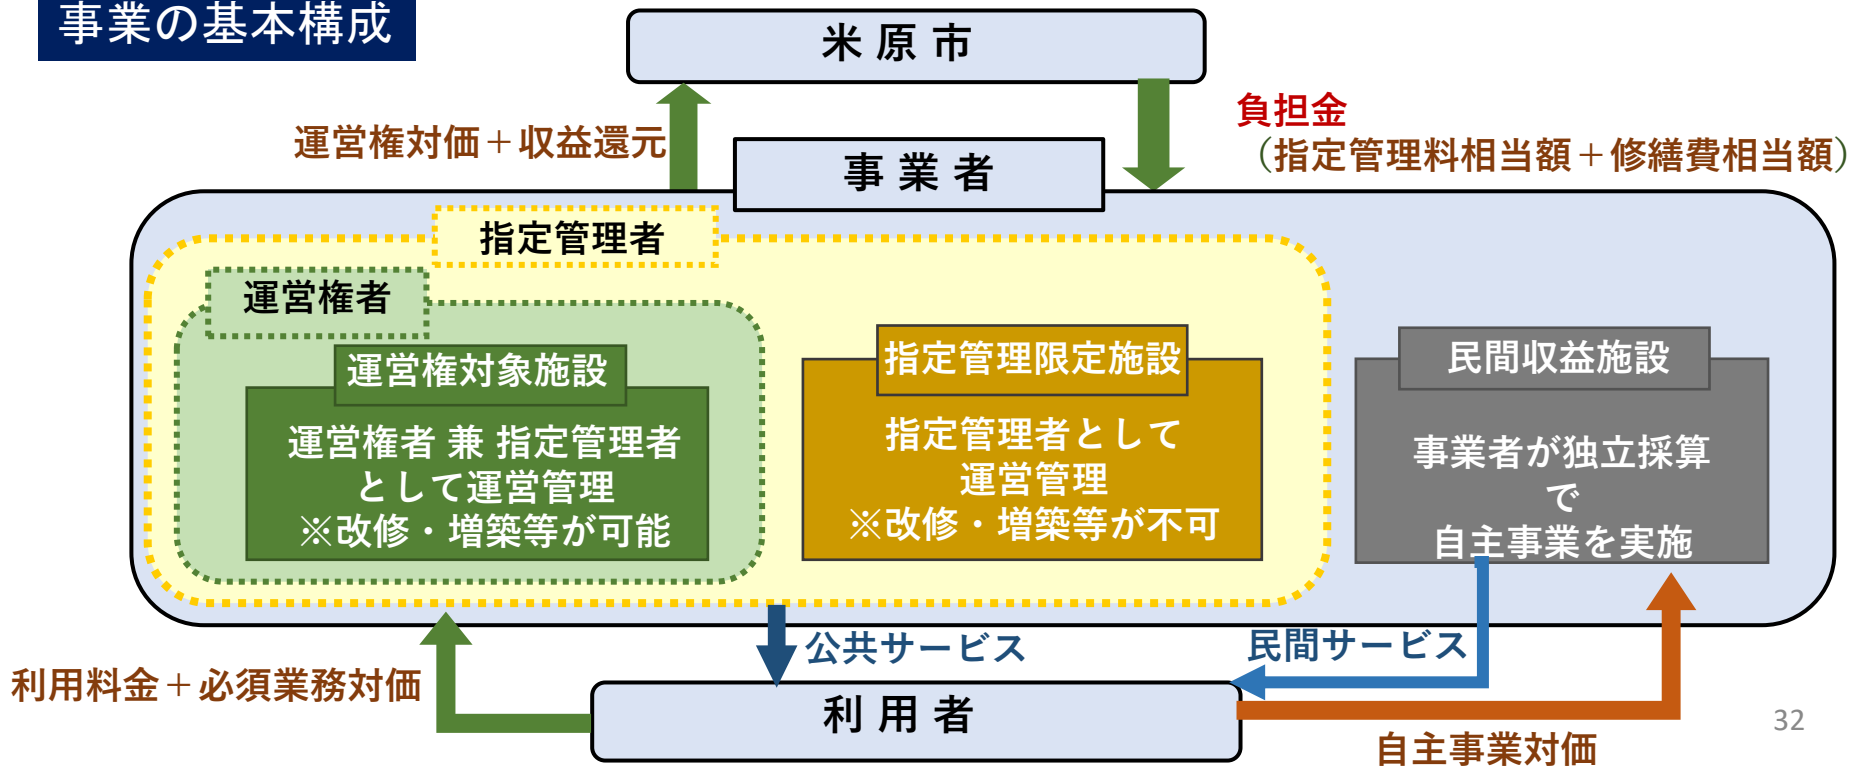 事業の基本構成
米原市
負担金
運営権対価＋収益還元
（指定管理料相当額＋修繕費相当額）
事業者
指定管理者
運営権者
運営権対象施設
運営権者 兼 指定管理者
として運営管理
※改修・増築等が可能
指定管理限定施設
指定管理者として
運営管理
※改修・増築等が不可
民間収益施設
事業者が独立採算
で
自主事業を実施
公共サービス
民間サービス
利用料金＋必須業務対価
利用者
自主事業対価
32